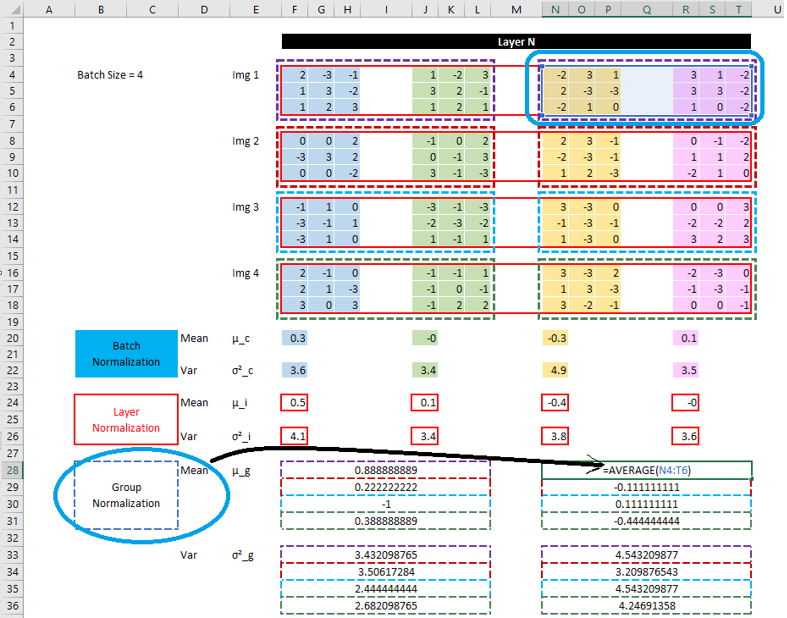 A B C D E F G H I J K L M N O P Q R S T U
1
2 Layer N
3
4 Batch Size = 4 Img 1 2 -3 -1 1 -2 3 -2 3 1 3 1 -2
5 1 3 -2 3 2 -1 2 -3 -3 3 3 -2
6 1 2 3 1 2 1 -2 1 0 1 0 -2
7
8 Img 2 0 0 2 -1 0 2 2 3 -1 0 -1 -2
9 -3 3 2 0 -1 3 -2 -3 -1 1 1 2
10 0 0 -2 3 -1 -3 1 2 -3 -2 1 0
11
12 Img 3 -1 1 0 -3 -1 -3 3 -3 0 0 0 3
13 -3 -1 1 -2 -3 -2 -1 -3 -1 -2 -2 2
14 -3 1 0 1 -1 1 1 -3 0 3 2 3
15
16 Img 4 2 -1 0 -1 -1 1 3 -3 2 -2 -3 0
17 2 1 -3 -1 0 -1 1 3 -3 -1 -3 -1
18 3 0 3 -1 2 2 3 -2 -1 0 0 -1
19
20 Batch Mean μ_c 0.3 -0 -0.3 0.1
21 Normalization
22 Var σ²_c 3.6 3.4 4.9 3.5
23
24 Layer Mean μ_i 0.5 0.1 -0.4 -0
25 Normalization
26 Var σ²_i 4.1 3.4 3.8 3.6
27
28 Mean μ_g 0.888888889 =AVERAGE(N4:T6)
29 Group 0.222222222 -0.111111111
30 Normalization -1 0.111111111
31 0.388888889 -0.444444444
32
33 Var σ²_g 3.432098765 4.543209877
34 3.50617284 3.209876543
35 2.444444444 4.543209877
36 2.682098765 4.24691358